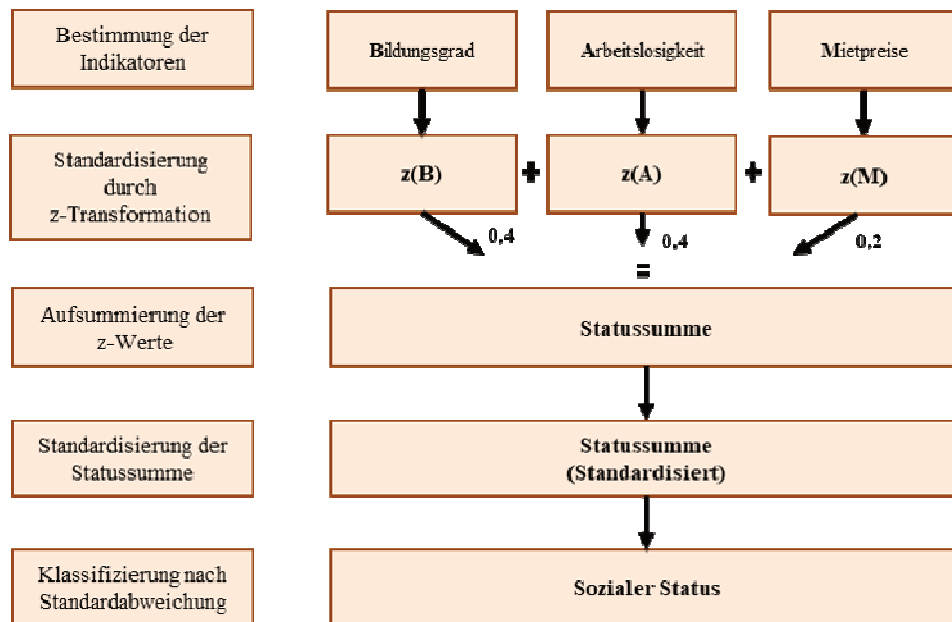 Bestimmung der
Indikatoren
Bildungsgrad
Arbeitslosigkeit
Mietpreise
Standardisierung
durch
z-Transformation
z(B)
+
z(A)
+
z(M)
0,4
0,4
0,2
=
Aufsummierung der
z-Werte
Statussumme
Standardisierung der
Statussumme
Statussumme
(Standardisiert)
Klassifizierung nach
Standardabweichung
Sozialer Status